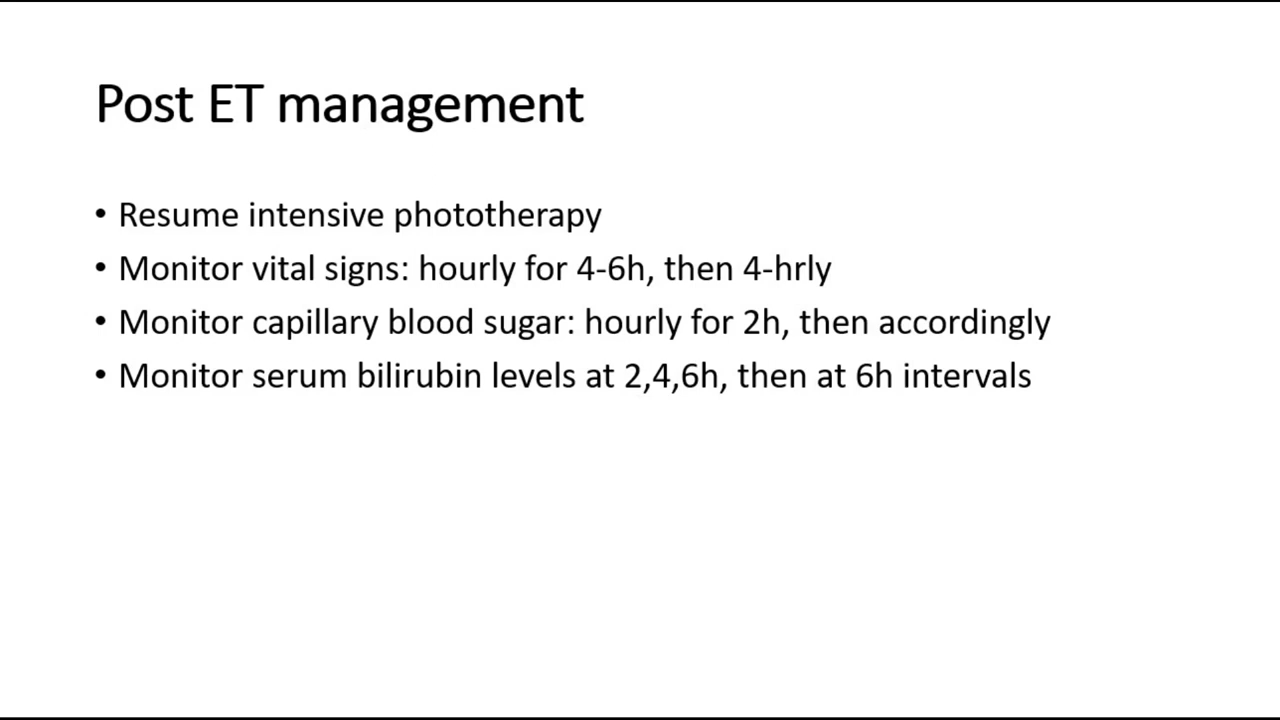 Post ET management
• Resume intensive phototherapy
• Monitor vital signs: hourly for 4-6h, then 4-hrly
• Monitor capillary blood sugar: hourly for 2h, then accordingly
• Monitor serum bilirubin levels at 2,4,6h, then at 6h intervals